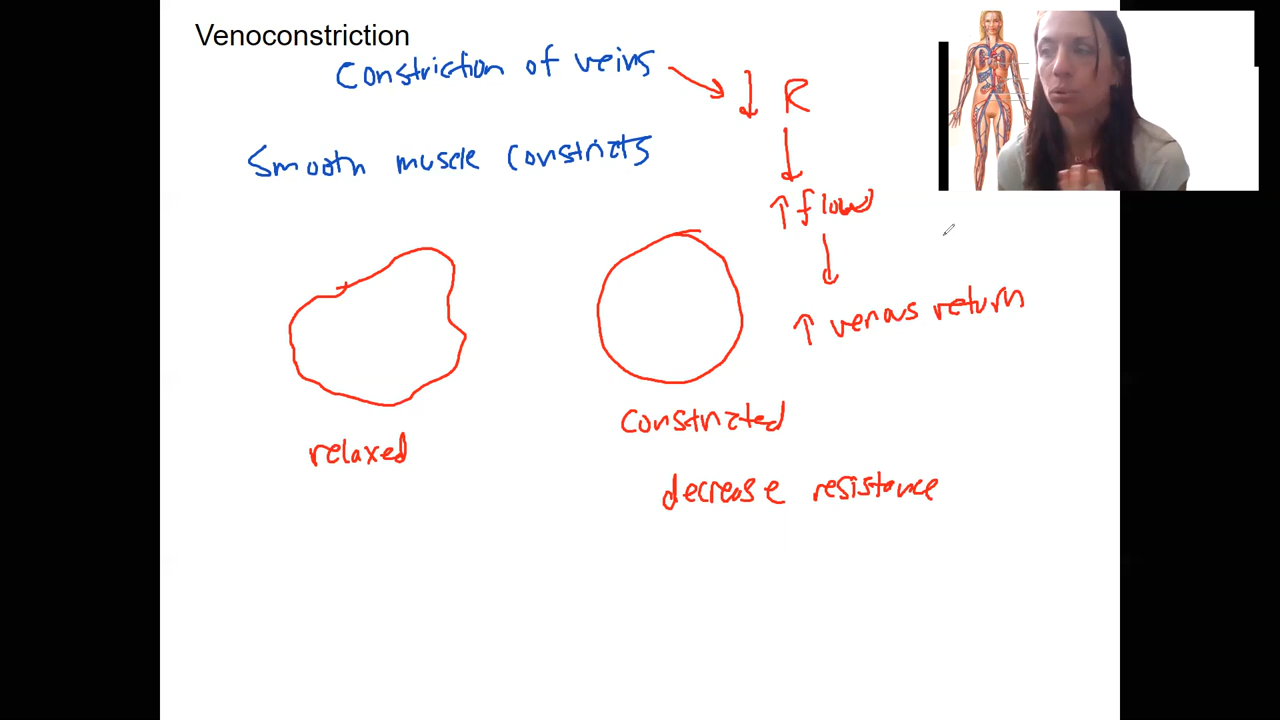 Venoconstriction
Constriction of veins
↓ R
Smooth muscle constricts
↑ flow
↑ venous return
relaxed
constricted
decrease resistance